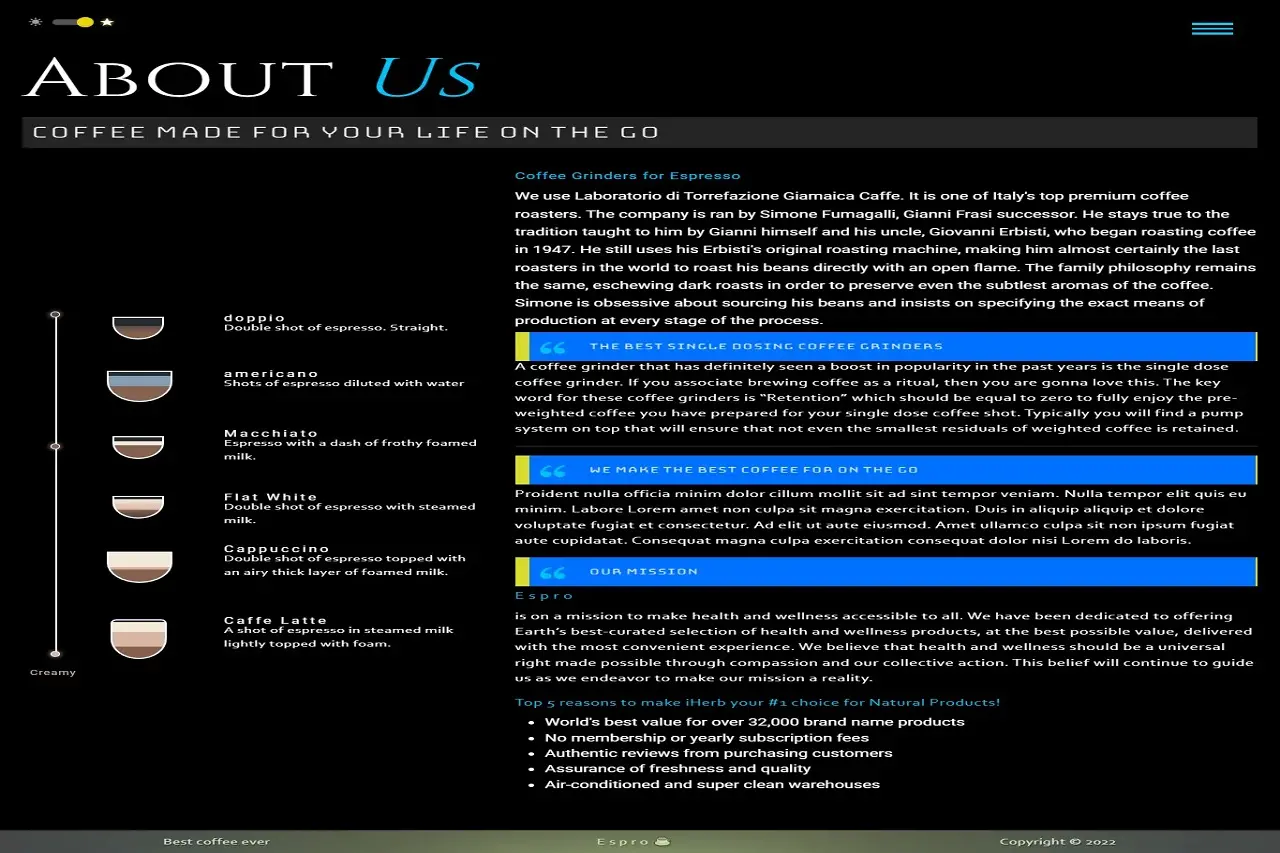 About Us
COFFEE MADE FOR YOUR LIFE ON THE GO
doppio
Double shot of espresso. Straight.
americano
Shots of espresso diluted with water
Macchiato
Espresso with a dash of frothy foamed
milk.
Flat White
Double shot of espresso with steamed
milk.
Cappuccino
Double shot of espresso topped with
an airy thick layer of foamed milk.
Caffe Latte
A shot of espresso in steamed milk
lightly topped with foam.
Creamy
Coffee Grinders for Espresso
We use Laboratorio di Torrefazione Giamaica Caffe. It is one of Italy's top premium coffee
roasters. The company is ran by Simone Fumagalli, Gianni Frasi successor. He stays true to the
tradition taught to him by Gianni himself and his uncle, Giovanni Erbisti, who began roasting coffee
in 1947. He still uses his Erbisti's original roasting machine, making him almost certainly the last
roasters in the world to roast his beans directly with an open flame. The family philosophy remains
the same, eschewing dark roasts in order to preserve even the subtlest aromas of the coffee.
Simone is obsessive about sourcing his beans and insists on specifying the exact means of
production at every stage of the process.
“ THE BEST SINGLE DOSING COFFEE GRINDERS
A coffee grinder that has definitely seen a boost in popularity in the past years is the single dose
coffee grinder. If you associate brewing coffee as a ritual, then you are gonna love this. The key
word for these coffee grinders is “Retention” which should be equal to zero to fully enjoy the pre-
weighted coffee you have prepared for your single dose coffee shot. Typically you will find a pump
system on top that will ensure that not even the smallest residuals of weighted coffee is retained.
“ WE MAKE THE BEST COFFEE FOR ON THE GO
Proident nulla officia minim dolor cillum mollit sit ad sint tempor veniam. Nulla tempor elit quis eu
minim. Labore Lorem amet non culpa sit magna exercitation. Duis in aliquip aliquip et dolore
voluptate fugiat et consectetur. Ad elit ut aute eiusmod. Amet ullamco culpa sit non ipsum fugiat
aute cupidatat. Consequat magna culpa exercitation consequat dolor nisi Lorem do laboris.
“ OUR MISSION
Espro
is on a mission to make health and wellness accessible to all. We have been dedicated to offering
Earth’s best-curated selection of health and wellness products, at the best possible value, delivered
with the most convenient experience. We believe that health and wellness should be a universal
right made possible through compassion and our collective action. This belief will continue to guide
us as we endeavor to make our mission a reality.
Top 5 reasons to make iHerb your #1 choice for Natural Products!
• World's best value for over 32,000 brand name products
• No membership or yearly subscription fees
• Authentic reviews from purchasing customers
• Assurance of freshness and quality
• Air-conditioned and super clean warehouses
Best coffee ever
Espro
Copyright © 2022